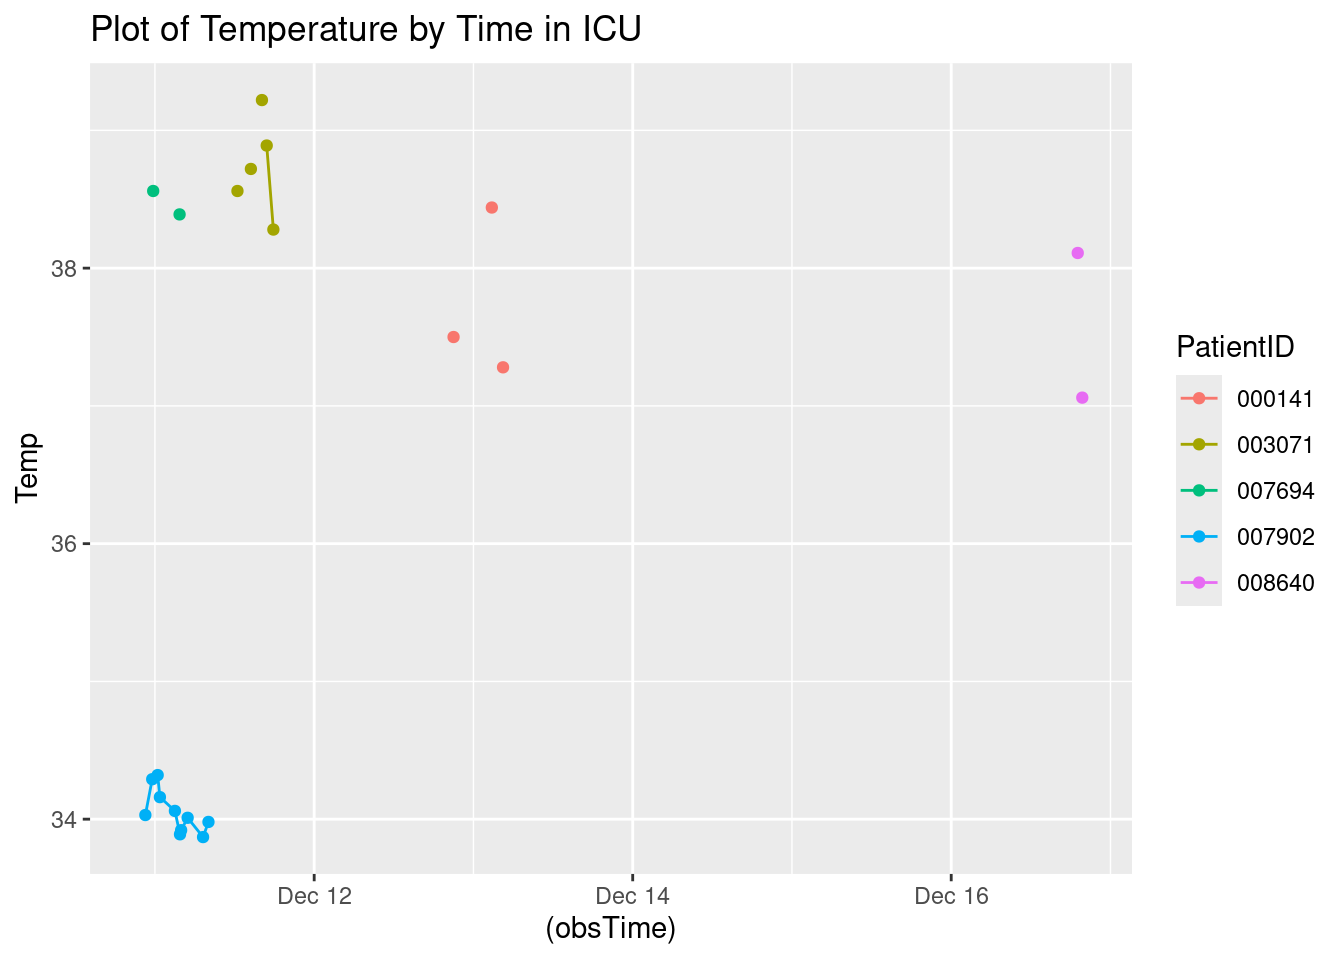 Plot of Temperature by Time in ICU
38
36
34
Temp
Dec 12
Dec 14
Dec 16
(obsTime)
PatientID
000141
003071
007694
007902
008640